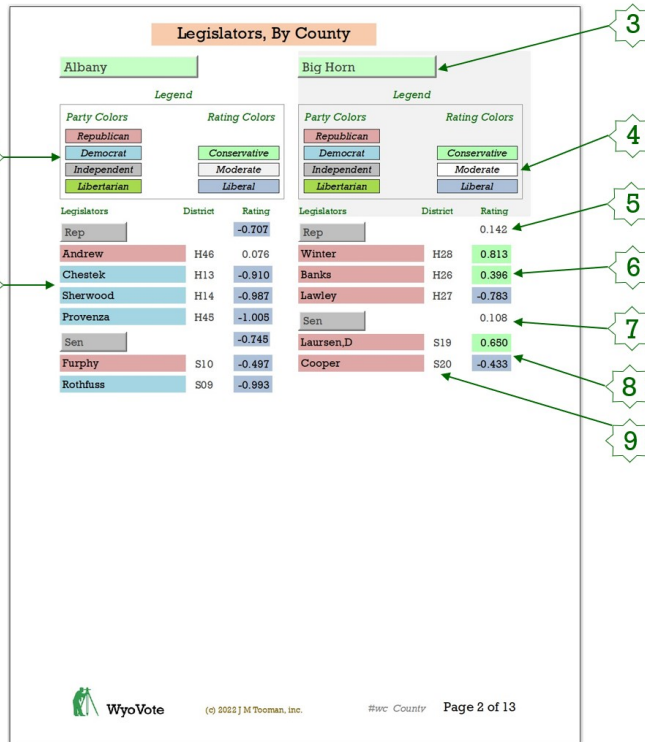 Legislators, By County
Albany
Legend
Party Colors Rating Colors
Republican
Democrat Conservative
Independent Moderate
Libertarian Liberal
Legislators District Rating
Rep -0.707
Andrew H46 0.076
Chestek H13 -0.910
Sherwood H14 -0.987
Provenza H45 -1.005
Sen -0.745
Furphy S10 -0.497
Rothfuss S09 -0.993
Big Horn
Legend
Party Colors Rating Colors
Republican
Democrat Conservative
Independent Moderate
Libertarian Liberal
Legislators District Rating
Rep 0.142
Winter H28 0.813
Banks H26 0.396
Lawley H27 -0.783
Sen 0.108
Laursen,D S19 0.650
Cooper S20 -0.433
3
4
5
6
7
8
9
WyoVote (c) 2022 J M Tooman, inc. #wc_County Page 2 of 13